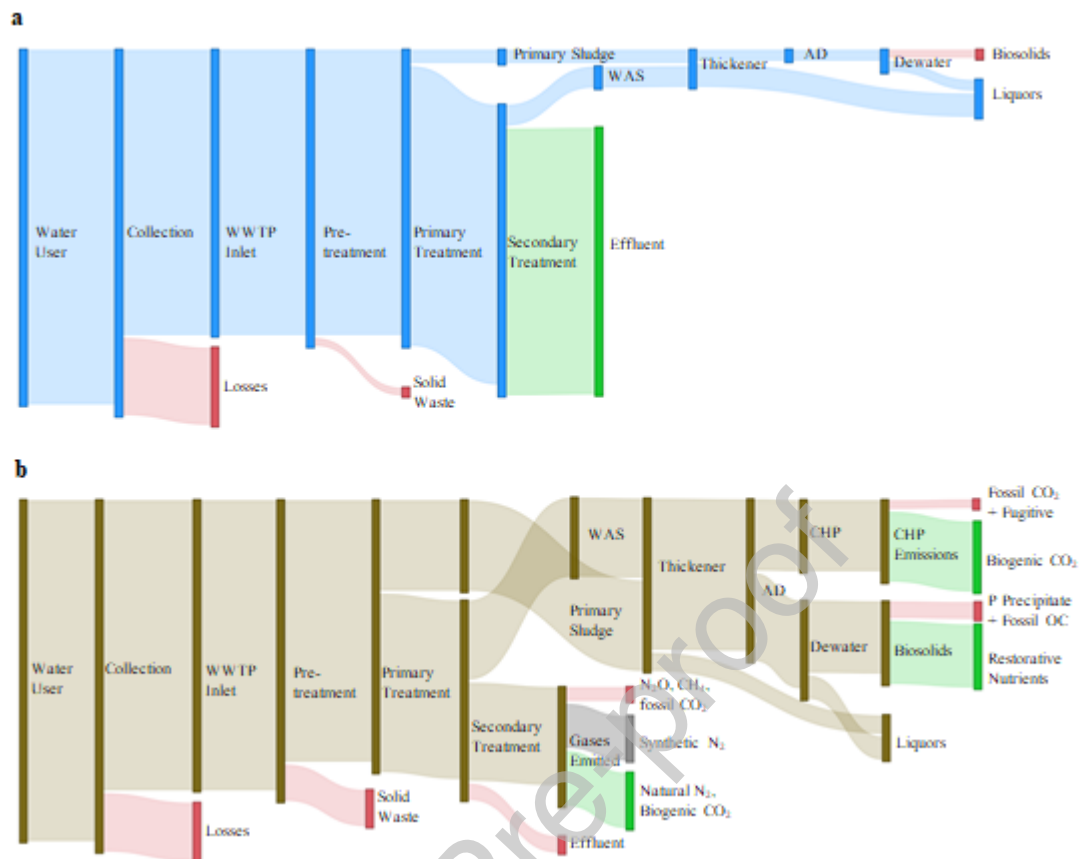 a
Primary Sludge
WAS
Thickener
AD
Dewater
Biosolids
Liquors
Water
User
Collection
WWTP
Inlet
Pre-
treatment
Primary
Treatment
Secondary
Treatment
Effluent
Losses
Solid
Waste
b
WAS
Thickener
AD
CHP
CHP
Emissions
Fossil CO₂
+ Fugitive
Biogenic CO₂
P Precipitate
+ Fossil OC
Primary
Sludge
Dewater
Biosolids
Restorative
Nutrients
Water
User
Collection
WWTP
Inlet
Pre-
treatment
Primary
Treatment
Secondary
Treatment
N₂O, CH₄,
fossil CO₂
Gases
Emitted
Synthetic N₂
Liquors
Natural N₂,
Biogenic CO₂
Solid
Waste
Losses
Effluent
Pre-proof